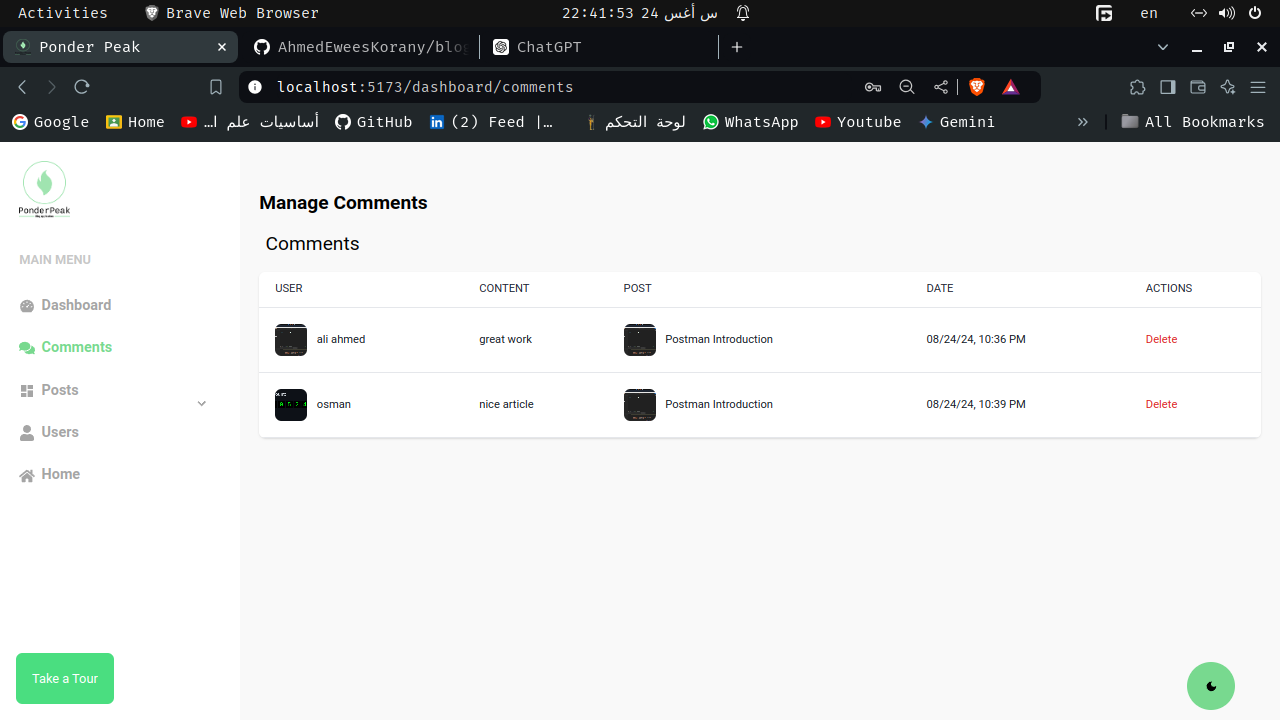 Activities Brave Web Browser س أغس 24 22:41:53 en
Ponder Peak AhmedEweesKorany/blog ChatGPT
localhost:5173/dashboard/comments
Google Home أساسيات علم ا… GitHub (2) Feed |… لوحة التحكم WhatsApp Youtube Gemini » All Bookmarks
PonderPeak
MAIN MENU
Dashboard
Comments
Posts
Users
Home
Take a Tour
Manage Comments
Comments
USER CONTENT POST DATE ACTIONS
ali ahmed great work Postman Introduction 08/24/24, 10:36 PM Delete
osman nice article Postman Introduction 08/24/24, 10:39 PM Delete